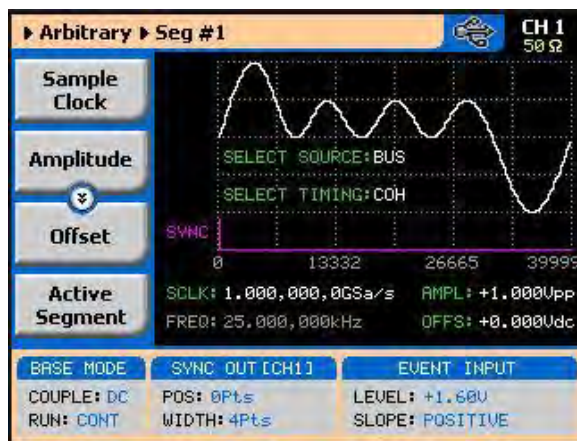 ▶ Arbitrary ▶ Seg #1
CH 1
50 Ω
Sample
Clock
Amplitude
Offset
Active
Segment
SELECT SOURCE:BUS
SELECT TIMING:COH
SYNC
0 13332 26665 39999
SCLK: 1.000,000,0GSa/s AMPL: +1.000Vpp
FREQ: 25.000,000kHz OFFS: +0.000Vdc
BASE MODE SYNC OUT [CH1] EVENT INPUT
COUPLE: DC POS: 0Pts LEVEL: +1.60V
RUN: CONT WIDTH: 4Pts SLOPE: POSITIVE